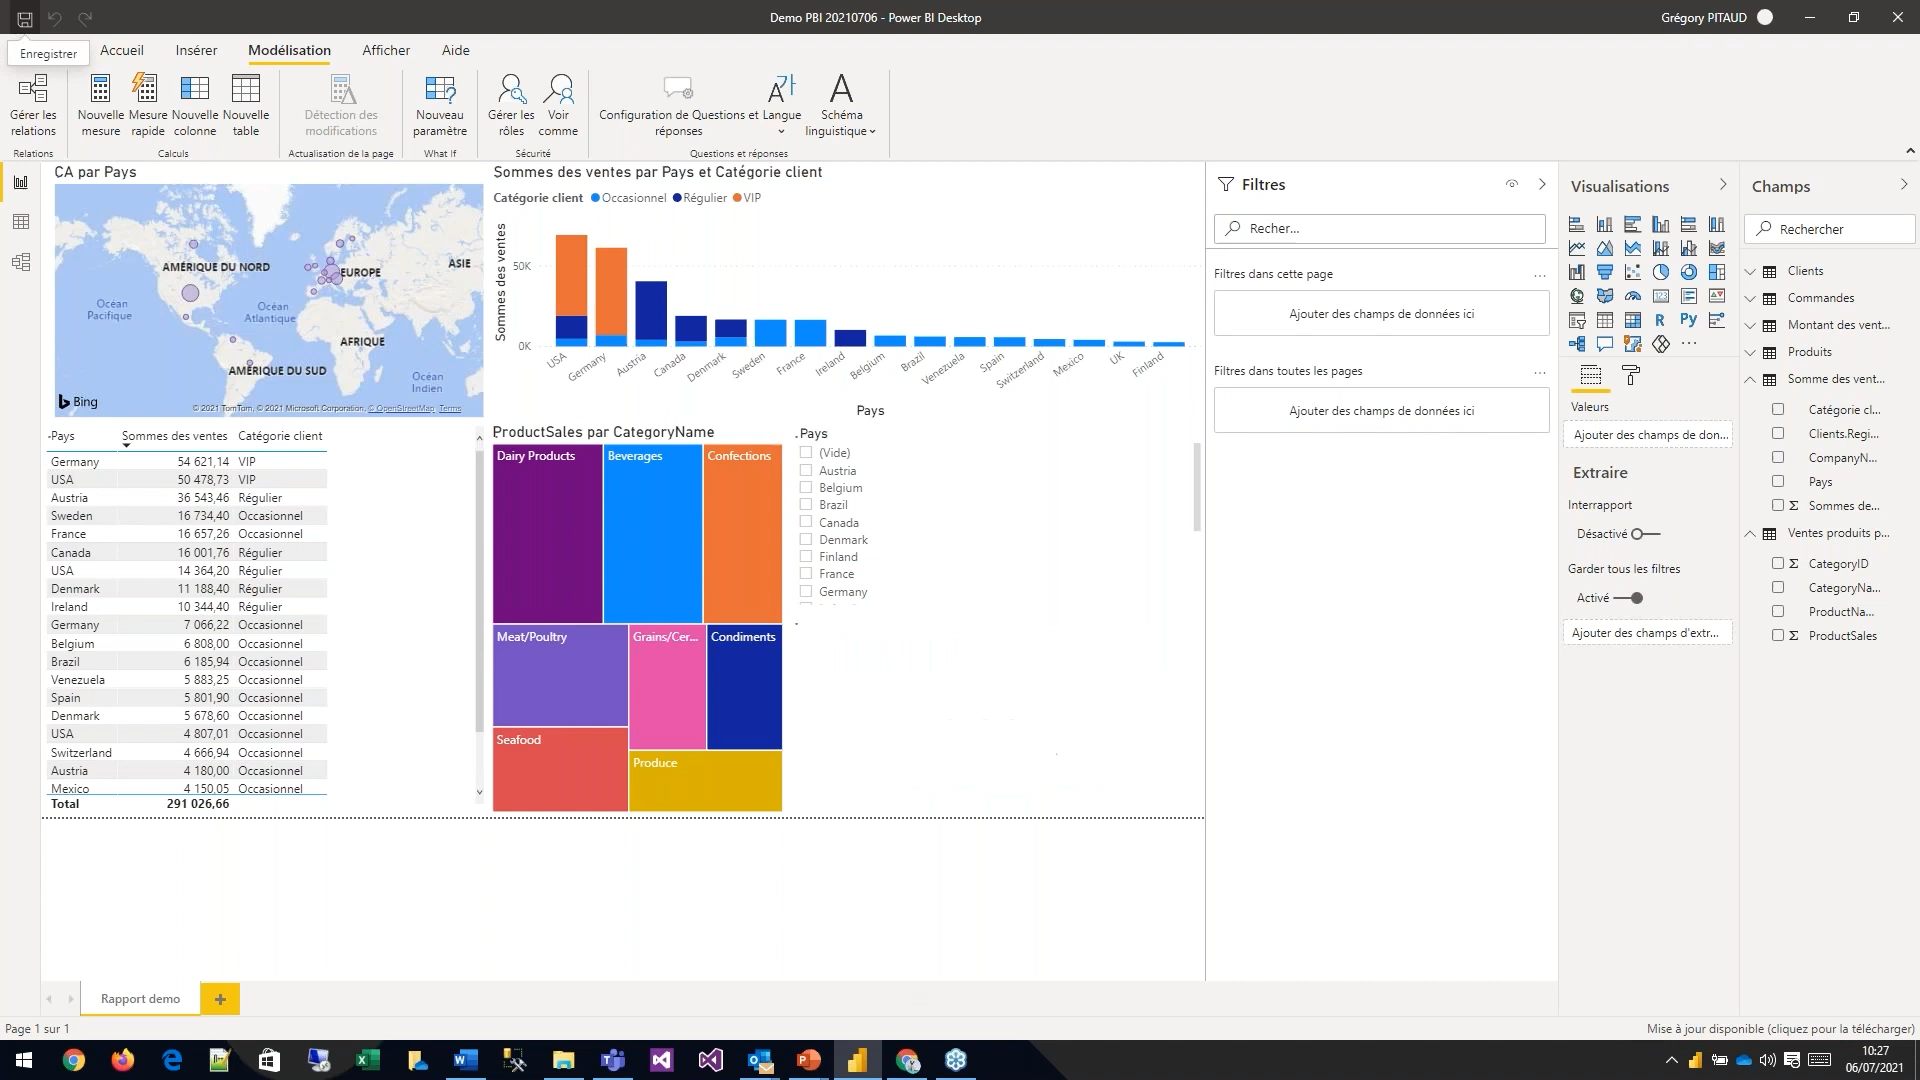 Demo PBI 20210706 - Power BI Desktop
Grégory PITAUD
Enregistrer
Accueil
Insérer
Modélisation
Afficher
Aide
Gérer les relations
Nouvelle mesure
Mesure rapide
Nouvelle colonne
Nouvelle table
Détection des modifications
Nouveau paramètre
Gérer les rôles
Voir comme
Configuration de Questions et réponses
Langue
Schéma linguistique
Relations
Calculs
Actualisation de la page
What If
Sécurité
Questions et réponses
CA par Pays
AMÉRIQUE DU NORD
EUROPE
ASIE
Océan Pacifique
Océan Atlantique
AFRIQUE
AMÉRIQUE DU SUD
Océan Indien
Bing
© 2021 TomTom, © 2021 Microsoft Corporation, © OpenStreetMap Terms
Sommes des ventes par Pays et Catégorie client
Catégorie client Occasionnel Régulier VIP
Sommes des ventes
50K
0K
USA
Germany
Austria
Canada
Denmark
Sweden
France
Ireland
Belgium
Brazil
Venezuela
Spain
Switzerland
Mexico
UK
Finland
Pays
Pays Sommes des ventes Catégorie client
Germany 54 621,14 VIP
USA 50 478,73 VIP
Austria 36 543,46 Régulier
Sweden 16 734,40 Occasionnel
France 16 657,26 Occasionnel
Canada 16 001,76 Régulier
USA 14 364,20 Régulier
Denmark 11 188,40 Régulier
Ireland 10 344,40 Régulier
Germany 7 066,22 Occasionnel
Belgium 6 808,00 Occasionnel
Brazil 6 185,94 Occasionnel
Venezuela 5 883,25 Occasionnel
Spain 5 801,90 Occasionnel
Denmark 5 678,60 Occasionnel
USA 4 807,01 Occasionnel
Switzerland 4 666,94 Occasionnel
Austria 4 180,00 Occasionnel
Mexico 4 150,05 Occasionnel
Total 291 026,66
ProductSales par CategoryName
Dairy Products
Beverages
Confections
Meat/Poultry
Grains/Cer...
Condiments
Seafood
Produce
Pays
(Vide)
Austria
Belgium
Brazil
Canada
Denmark
Finland
France
Germany
Filtres
Recher...
Filtres dans cette page ...
Ajouter des champs de données ici
Filtres dans toutes les pages ...
Ajouter des champs de données ici
Visualisations
R
Py
...
Valeurs
Ajouter des champs de don...
Extraire
Interrapport
Désactivé
Garder tous les filtres
Activé
Ajouter des champs d'extr...
Champs
Rechercher
Clients
Commandes
Montant des vent...
Produits
Somme des vent...
Catégorie cl...
Clients.Regi...
CompanyN...
Pays
Σ Sommes de...
Ventes produits p...
Σ CategoryID
CategoryNa...
ProductNa...
Σ ProductSales
Rapport demo
+
Page 1 sur 1
Mise à jour disponible (cliquez pour la télécharger)
10:27
06/07/2021